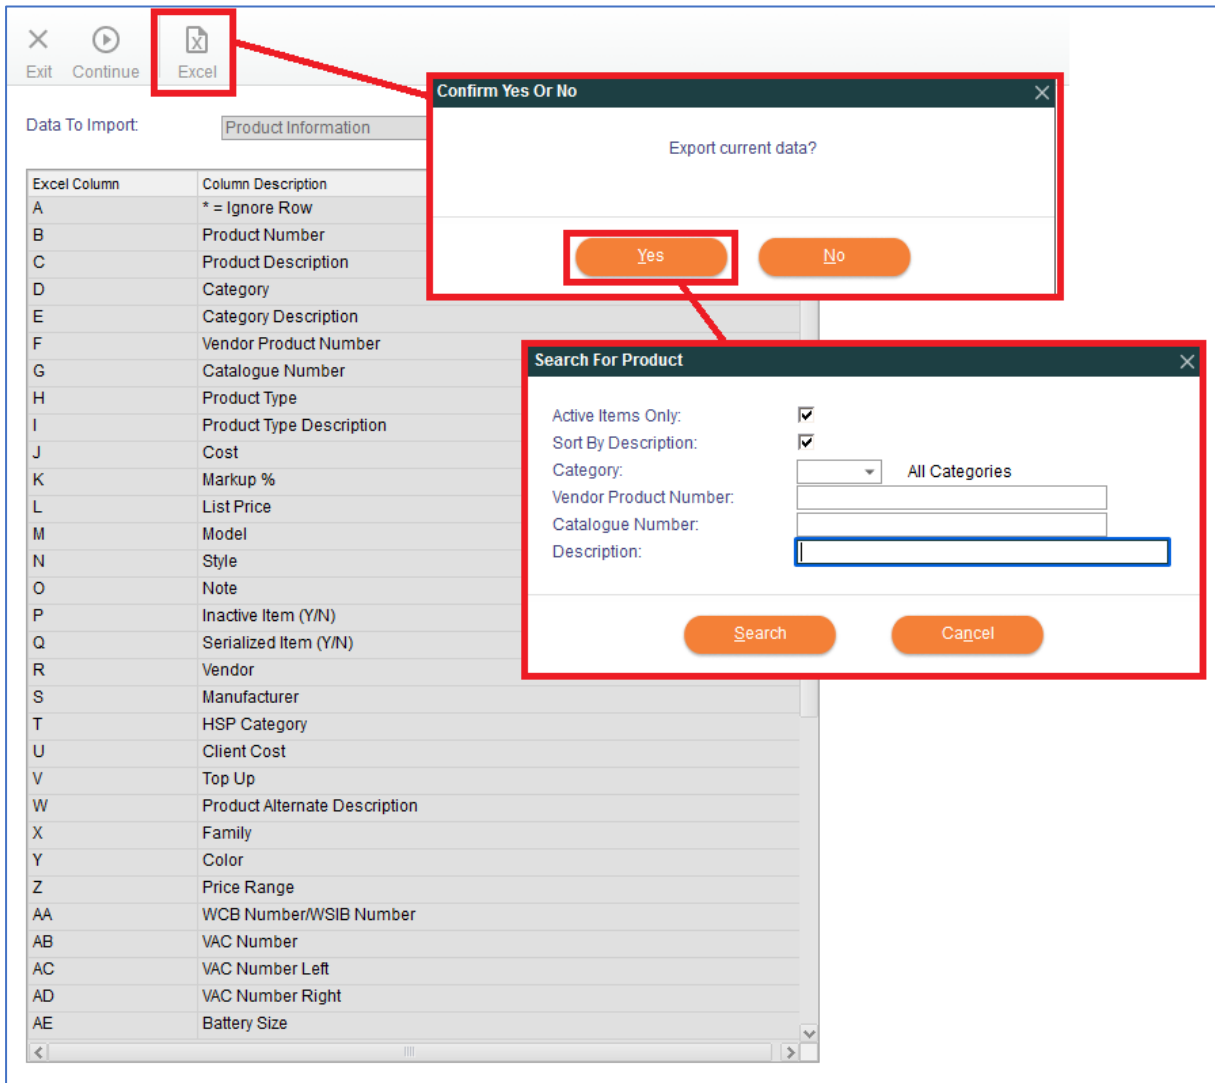 Exit Continue Excel
Data To Import: Product Information
Excel Column Column Description
A * = Ignore Row
B Product Number
C Product Description
D Category
E Category Description
F Vendor Product Number
G Catalogue Number
H Product Type
I Product Type Description
J Cost
K Markup %
L List Price
M Model
N Style
O Note
P Inactive Item (Y/N)
Q Serialized Item (Y/N)
R Vendor
S Manufacturer
T HSP Category
U Client Cost
V Top Up
W Product Alternate Description
X Family
Y Color
Z Price Range
AA WCB Number/WSIB Number
AB VAC Number
AC VAC Number Left
AD VAC Number Right
AE Battery Size
Confirm Yes Or No
Export current data?
Yes No
Search For Product
Active Items Only:
Sort By Description:
Category: All Categories
Vendor Product Number:
Catalogue Number:
Description:
Search Cancel